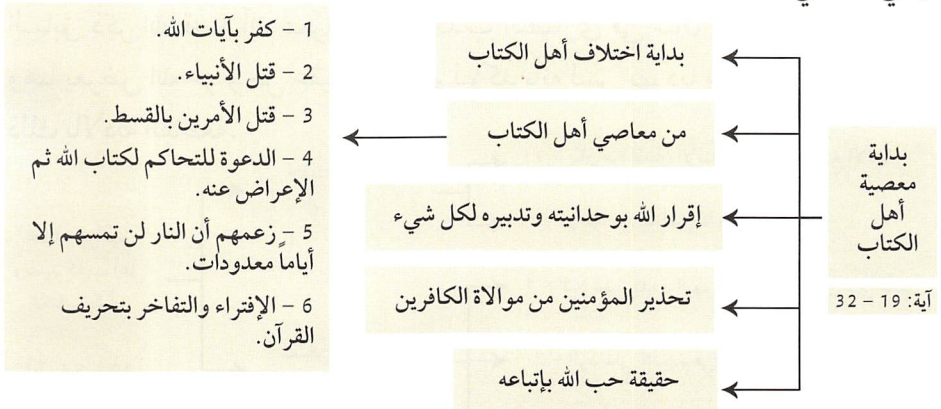 بداية
معصية
أهل
الكتاب
آية: 19 – 32
بداية اختلاف أهل الكتاب
من معاصي أهل الكتاب
إقرار الله بوحدانيته وتدبيره لكل شيء
تحذير المؤمنين من موالاة الكافرين
حقيقة حب الله بإتباعه
1 – كفر بآيات الله.
2 – قتل الأنبياء.
3 – قتل الأمرين بالقسط.
4 – الدعوة للتحاكم لكتاب الله ثم
الإعراض عنه.
5 – زعمهم أن النار لن تمسهم إلا
أياماً معدودات.
6 – الإفتراء والتفاخر بتحريف
القرآن.